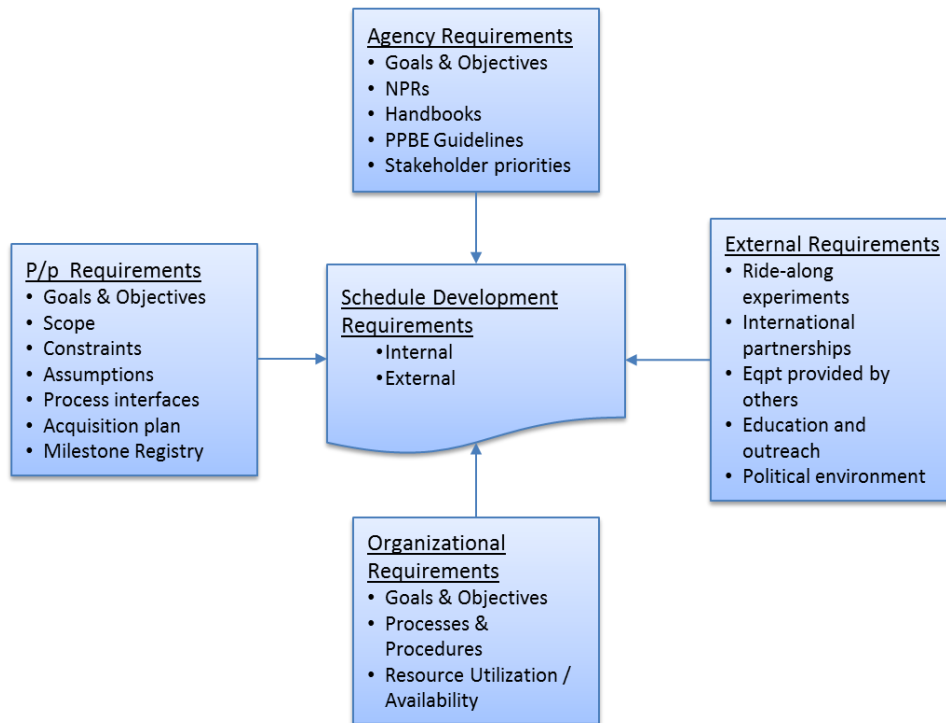 Agency Requirements
• Goals & Objectives
• NPRs
• Handbooks
• PPBE Guidelines
• Stakeholder priorities
P/p Requirements
• Goals & Objectives
• Scope
• Constraints
• Assumptions
• Process interfaces
• Acquisition plan
• Milestone Registry
Schedule Development
Requirements
•Internal
•External
External Requirements
• Ride-along
experiments
• International
partnerships
• Eqpt provided by
others
• Education and
outreach
• Political environment
Organizational
Requirements
• Goals & Objectives
• Processes &
Procedures
• Resource Utilization /
Availability